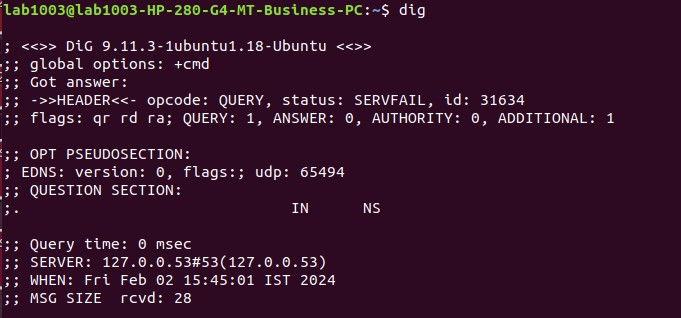 lab1003@lab1003-HP-280-G4-MT-Business-PC:~$ dig
; <<>> DiG 9.11.3-1ubuntu1.18-Ubuntu <<>>
;; global options: +cmd
;; Got answer:
;; ->>HEADER<<- opcode: QUERY, status: SERVFAIL, id: 31634
;; flags: qr rd ra; QUERY: 1, ANSWER: 0, AUTHORITY: 0, ADDITIONAL: 1
;; OPT PSEUDOSECTION:
; EDNS: version: 0, flags:; udp: 65494
;; QUESTION SECTION:
;. IN NS
;; Query time: 0 msec
;; SERVER: 127.0.0.53#53(127.0.0.53)
;; WHEN: Fri Feb 02 15:45:01 IST 2024
;; MSG SIZE rcvd: 28